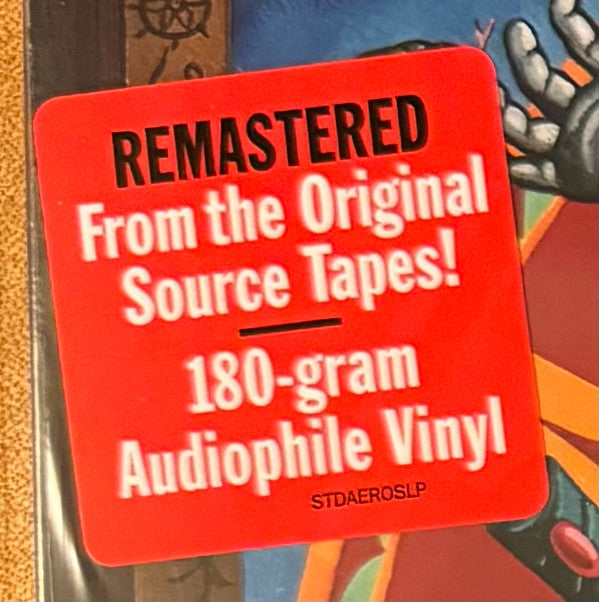 REMASTERED
From the Original
Source Tapes!
180-gram
Audiophile Vinyl
STDAEROSLP